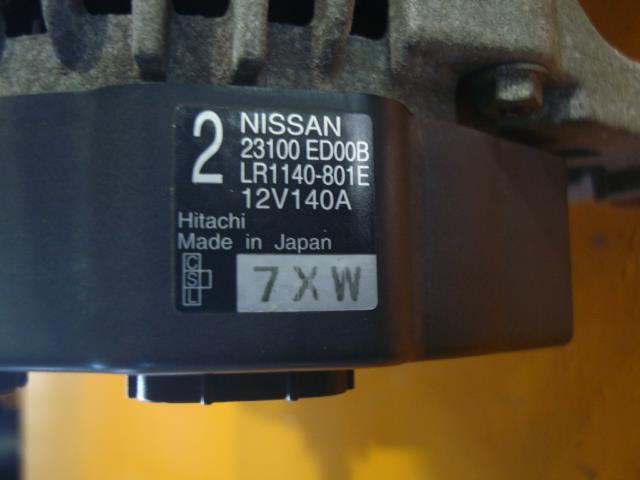 2
NISSAN
23100 ED00B
LR1140-801E
12V140A
Hitachi
Made in Japan
C
S
L
7XW